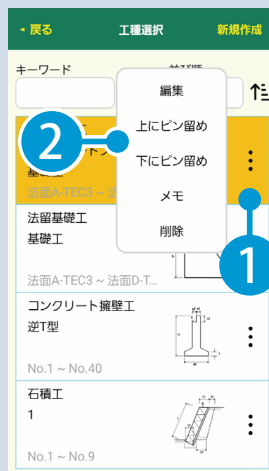 ◂ 戻る 工種選択 新規作成
キーワード
編集
上にピン留め
下にピン留め
メモ
削除
2
1
法面A-TEC3 ~
法留基礎工
基礎工
法面A-TEC3 ~ 法面D-T...
コンクリート擁壁工
逆T型
No.1 ~ No.40
石積工
1
No.1 ~ No.9